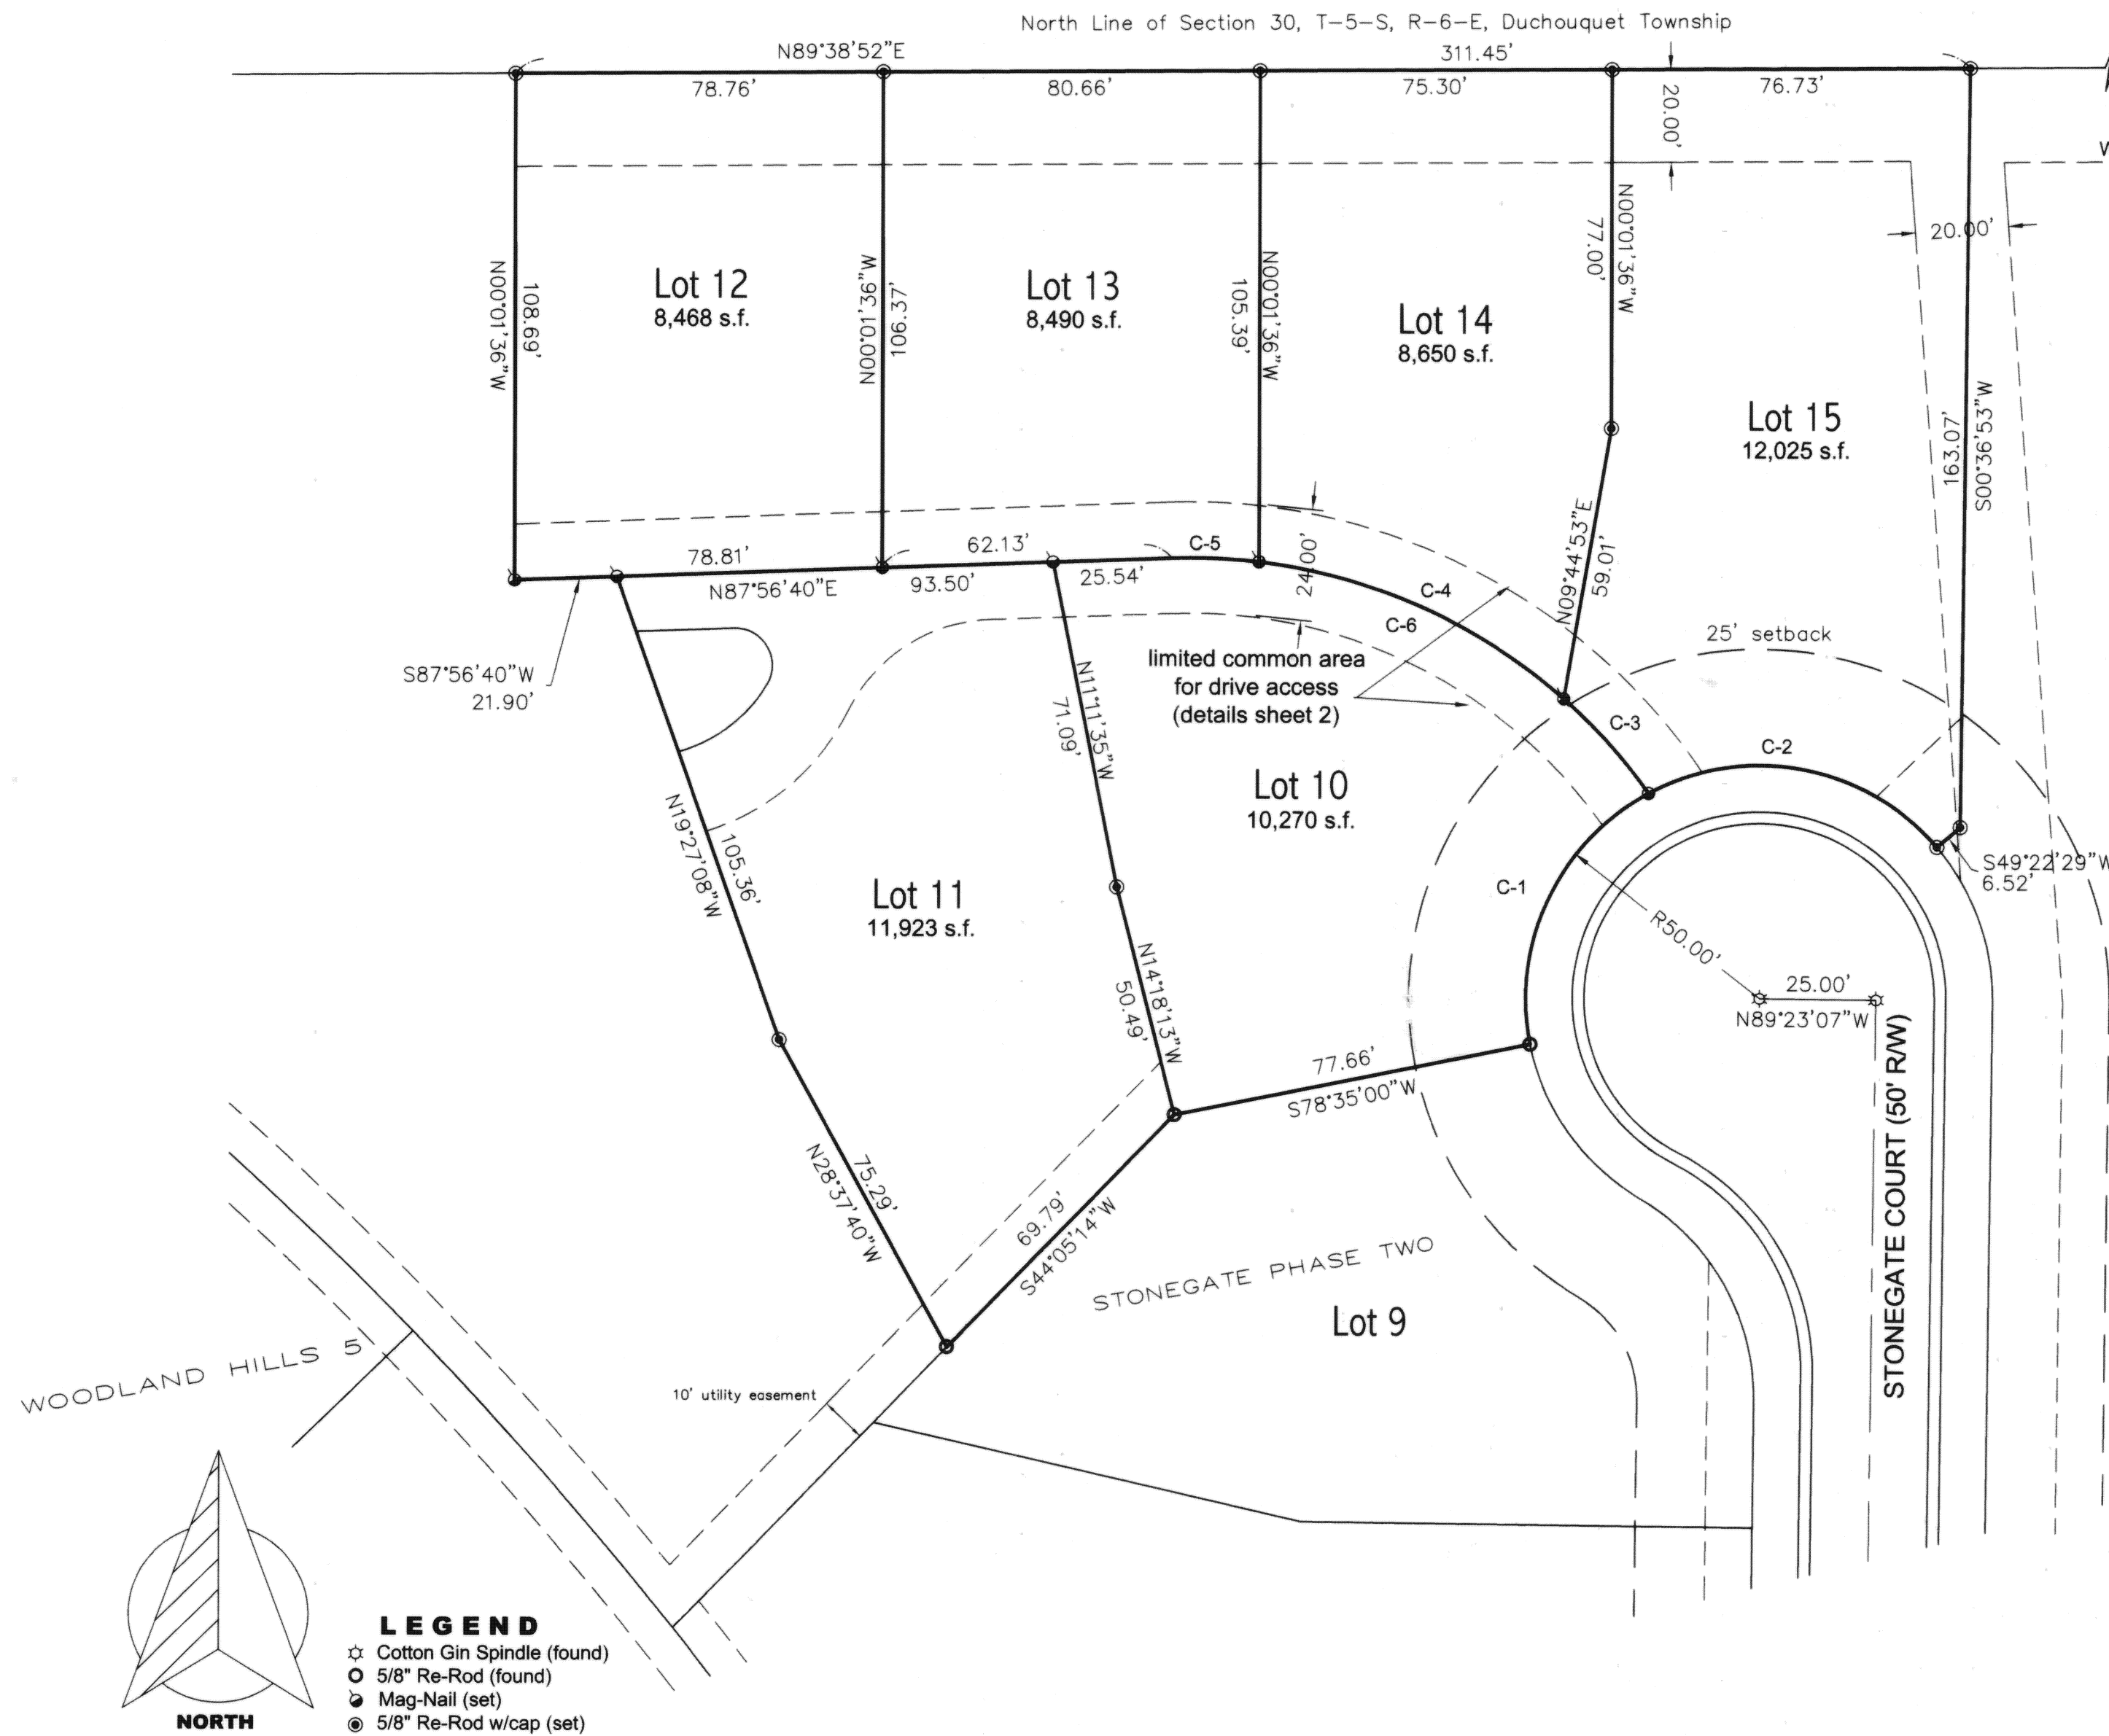 North Line of Section 30, T-5-S, R-6-E, Duchouquet Township
N89°38'52"E
311.45'
78.76'
80.66'
75.30'
76.73'
20.00'
20.00'
N00°01'36"W
108.69'
Lot 12
8,468 s.f.
N00°01'36"W
106.37'
Lot 13
8,490 s.f.
105.39'
N00°01'36"W
Lot 14
8,650 s.f.
77.00'
N00°01'36"W
Lot 15
12,025 s.f.
163.07'
S00°36'53"W
78.81'
N87°56'40"E
62.13'
93.50'
25.54'
C-5
24.00'
C-4
C-6
N09°44'53"E
59.01'
25' setback
S87°56'40"W
21.90'
limited common area
for drive access
(details sheet 2)
C-3
C-2
N11°11'35"W
71.09'
Lot 10
10,270 s.f.
N19°27'08"W
105.36'
Lot 11
11,923 s.f.
C-1
S49°22'29"W
6.52'
R50.00'
25.00'
N89°23'07"W
N14°18'13"W
50.49'
77.66'
S78°35'00"W
STONEGATE COURT (50' R/W)
75.29'
N28°37'40"W
69.79'
S44°05'14"W
STONEGATE PHASE TWO
Lot 9
WOODLAND HILLS 5
10' utility easement
NORTH
LEGEND
Cotton Gin Spindle (found)
5/8" Re-Rod (found)
Mag-Nail (set)
5/8" Re-Rod w/cap (set)